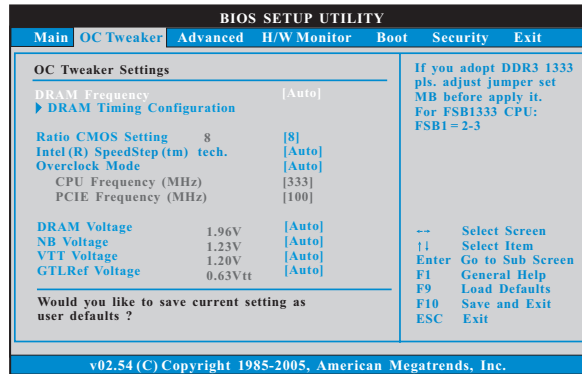 BIOS SETUP UTILITY
Main OC Tweaker Advanced H/W Monitor Boot Security Exit
OC Tweaker Settings
DRAM Frequency [Auto]
DRAM Timing Configuration
Ratio CMOS Setting 8 [8]
Intel (R) SpeedStep (tm) tech. [Auto]
Overclock Mode [Auto]
CPU Frequency (MHz) [333]
PCIE Frequency (MHz) [100]
DRAM Voltage 1.96V [Auto]
NB Voltage 1.23V [Auto]
VTT Voltage 1.20V [Auto]
GTLRef Voltage 0.63Vtt [Auto]
Would you like to save current setting as
user defaults ?
If you adopt DDR3 1333
pls. adjust jumper set
MB before apply it.
For FSB1333 CPU:
FSB1 = 2-3
←→ Select Screen
↑↓ Select Item
Enter Go to Sub Screen
F1 General Help
F9 Load Defaults
F10 Save and Exit
ESC Exit
v02.54 (C) Copyright 1985-2005, American Megatrends, Inc.